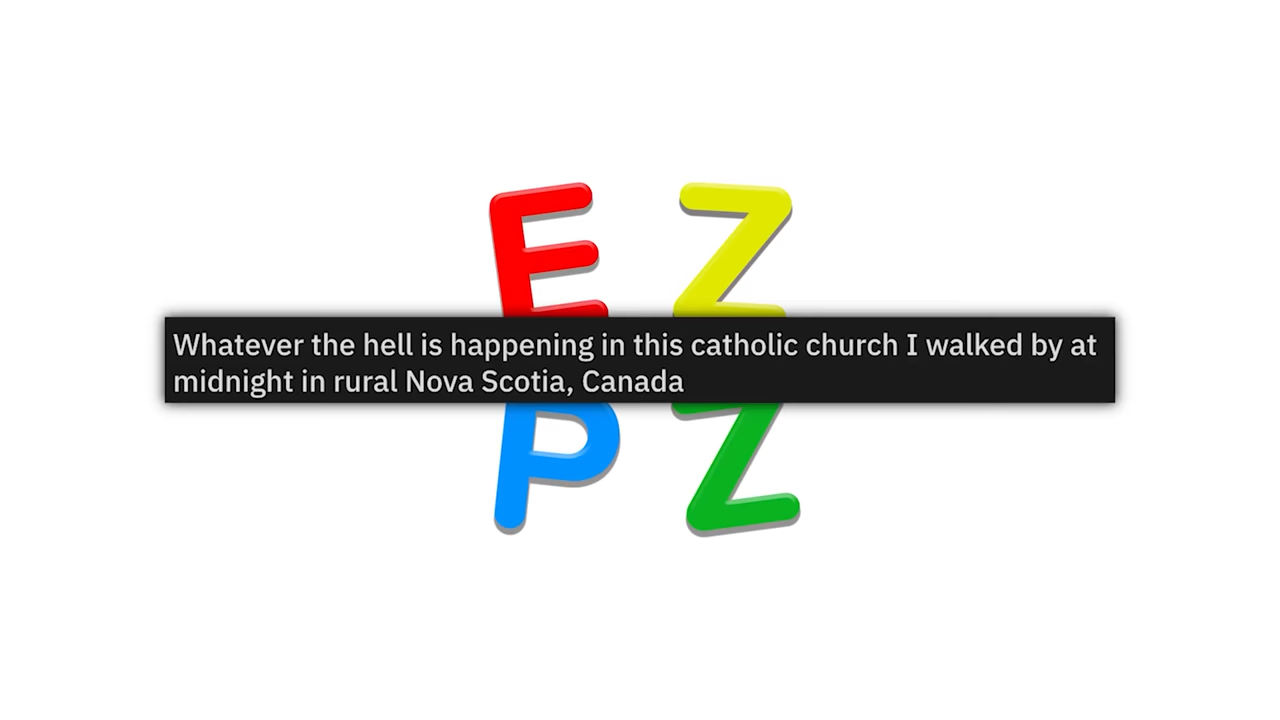 E Z
Whatever the hell is happening in this catholic church I walked by at
midnight in rural Nova Scotia, Canada
P Z